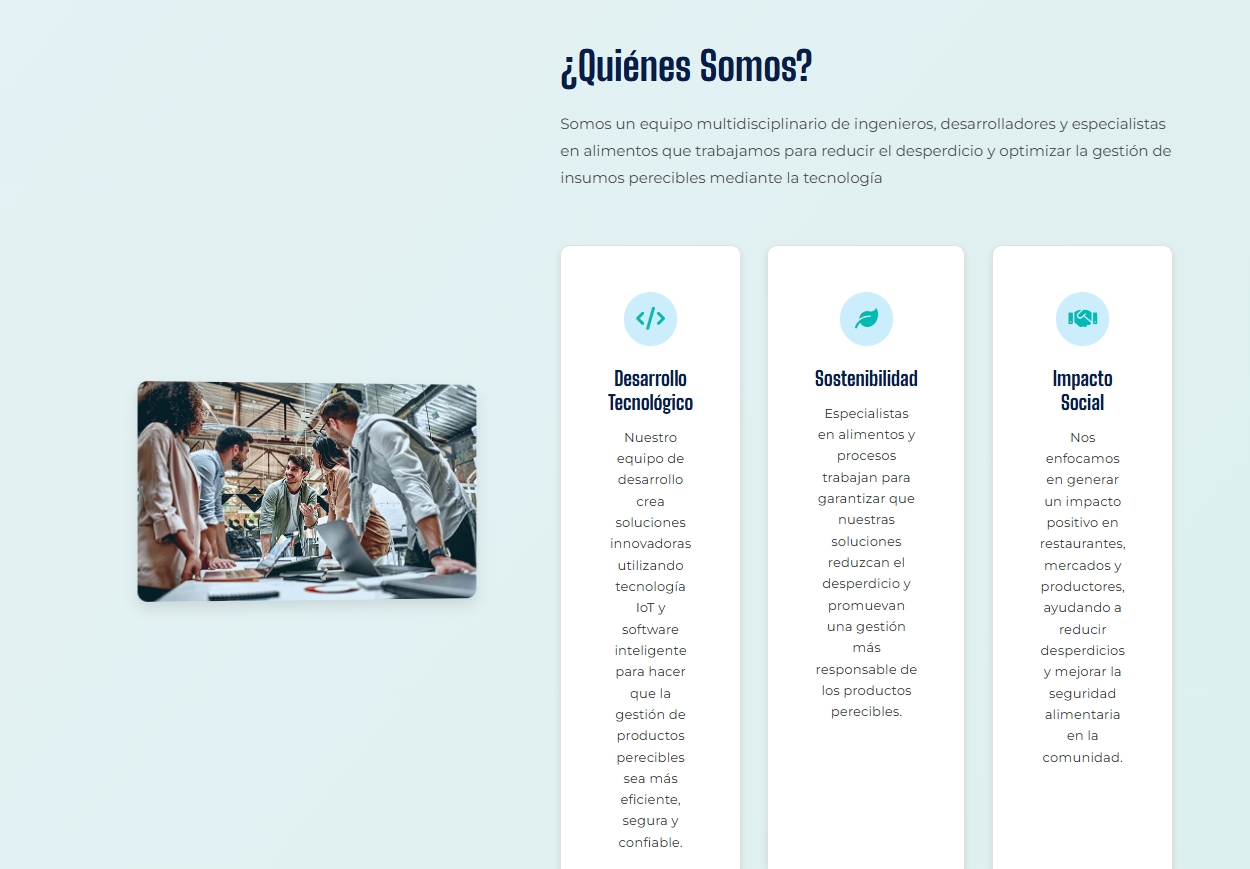 ¿Quiénes Somos?
Somos un equipo multidisciplinario de ingenieros, desarrolladores y especialistas
en alimentos que trabajamos para reducir el desperdicio y optimizar la gestión de
insumos perecibles mediante la tecnología
Desarrollo
Tecnológico
Nuestro
equipo de
desarrollo
crea
soluciones
innovadoras
utilizando
tecnología
IoT y
software
inteligente
para hacer
que la
gestión de
productos
perecibles
sea más
eficiente,
segura y
confiable.
Sostenibilidad
Especialistas
en alimentos y
procesos
trabajan para
garantizar que
nuestras
soluciones
reduzcan el
desperdicio y
promuevan
una gestión
más
responsable de
los productos
perecibles.
Impacto
Social
Nos
enfocamos
en generar
un impacto
positivo en
restaurantes,
mercados y
productores,
ayudando a
reducir
desperdicios
y mejorar la
seguridad
alimentaria
en la
comunidad.